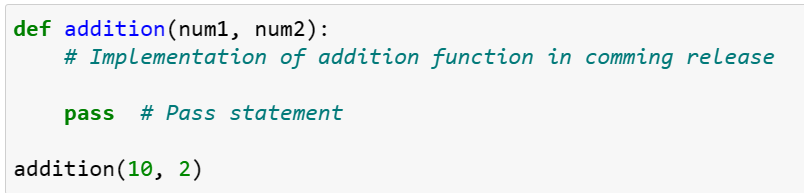 def addition(num1, num2):
    # Implementation of addition function in comming release
    pass  # Pass statement
addition(10, 2)